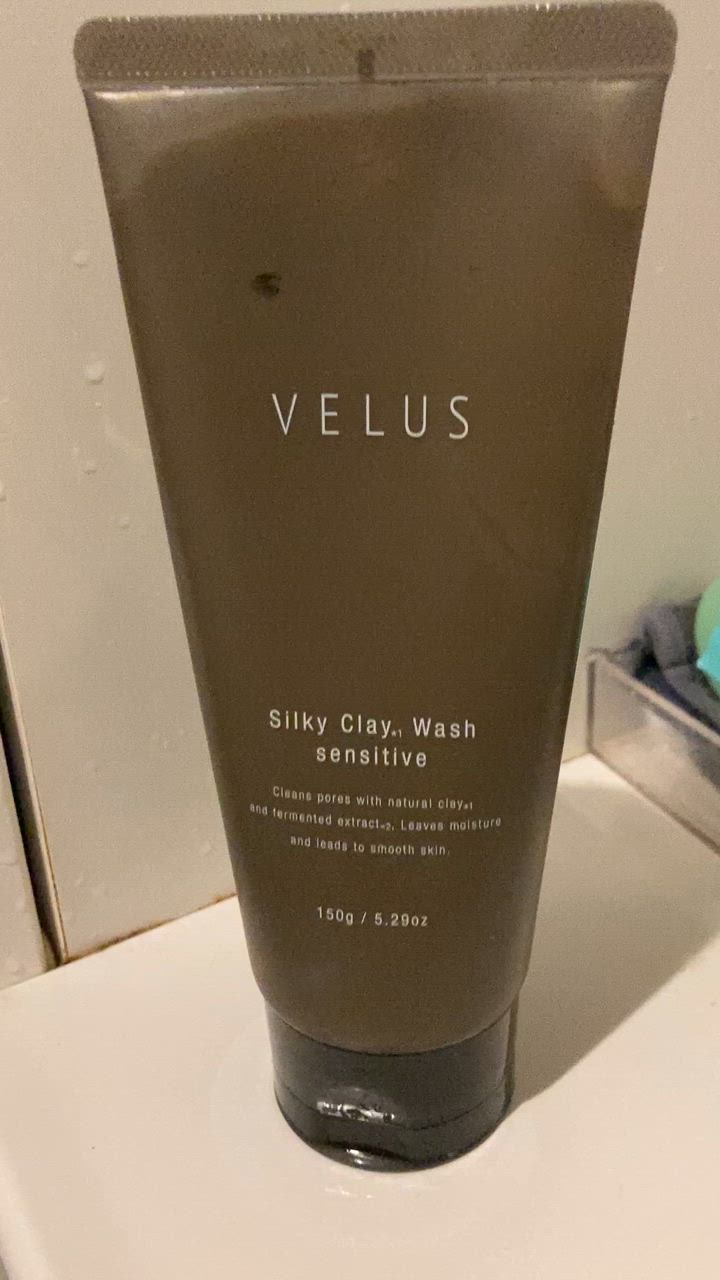 VELUS
Silky Clay*1 Wash
sensitive
Cleans pores with natural clay*1
and fermented extract*2. Leaves moisture
and leads to smooth skin.
150g / 5.29oz